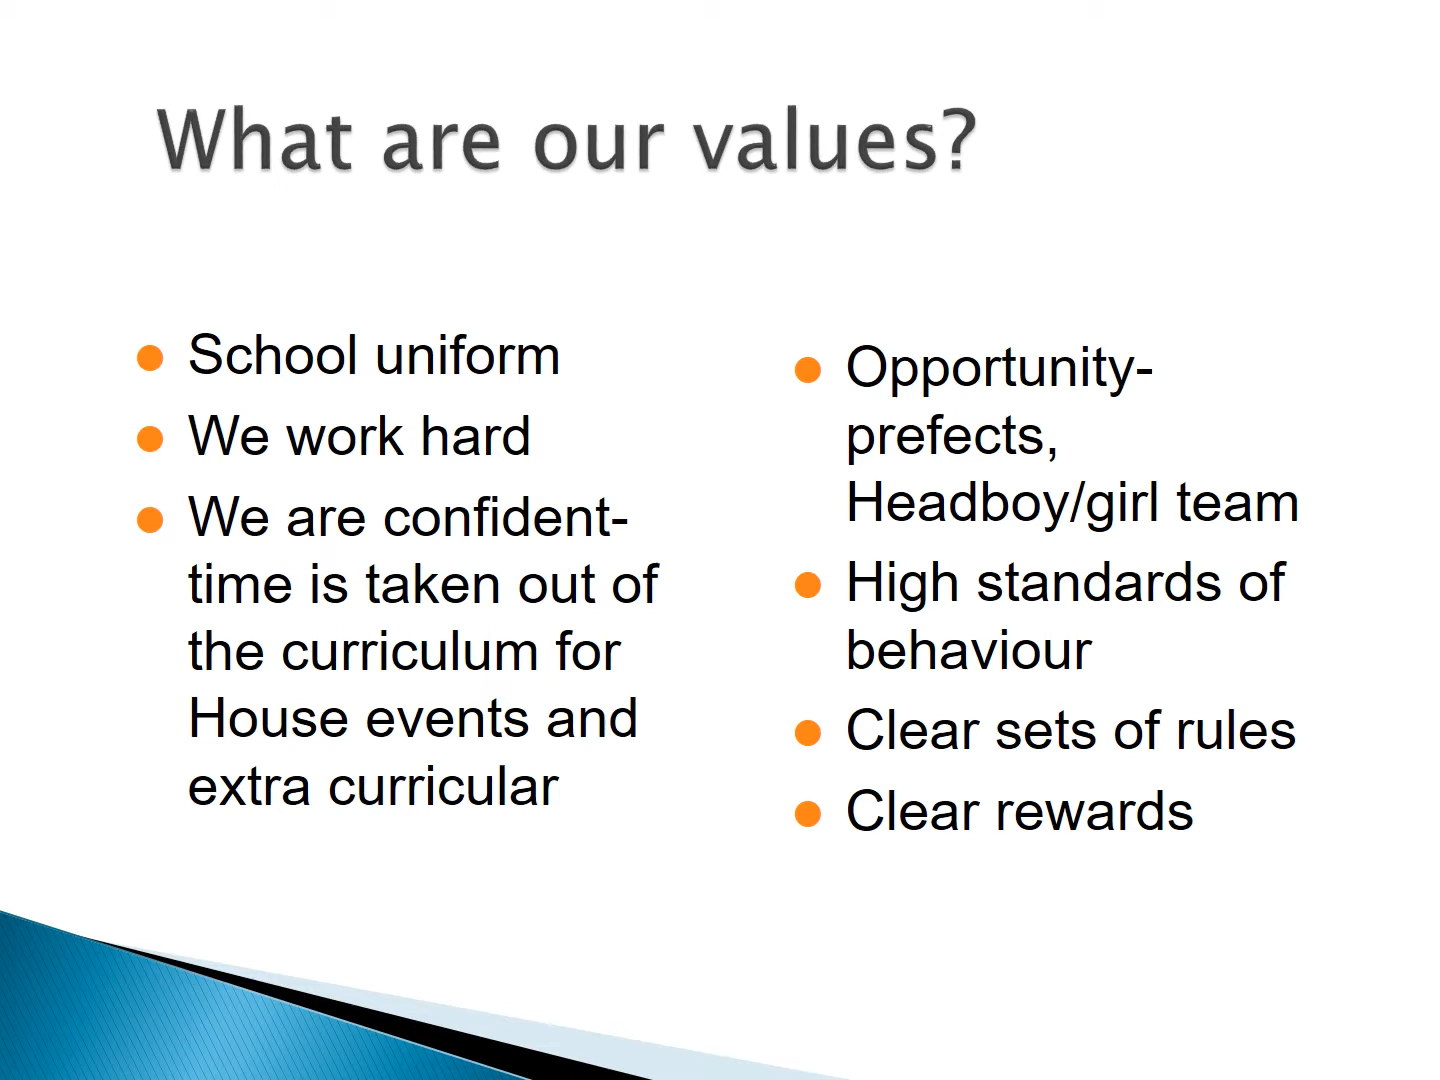 What are our values?
School uniform
We work hard
We are confident-
time is taken out of
the curriculum for
House events and
extra curricular
Opportunity-
prefects,
Headboy/girl team
High standards of
behaviour
Clear sets of rules
Clear rewards